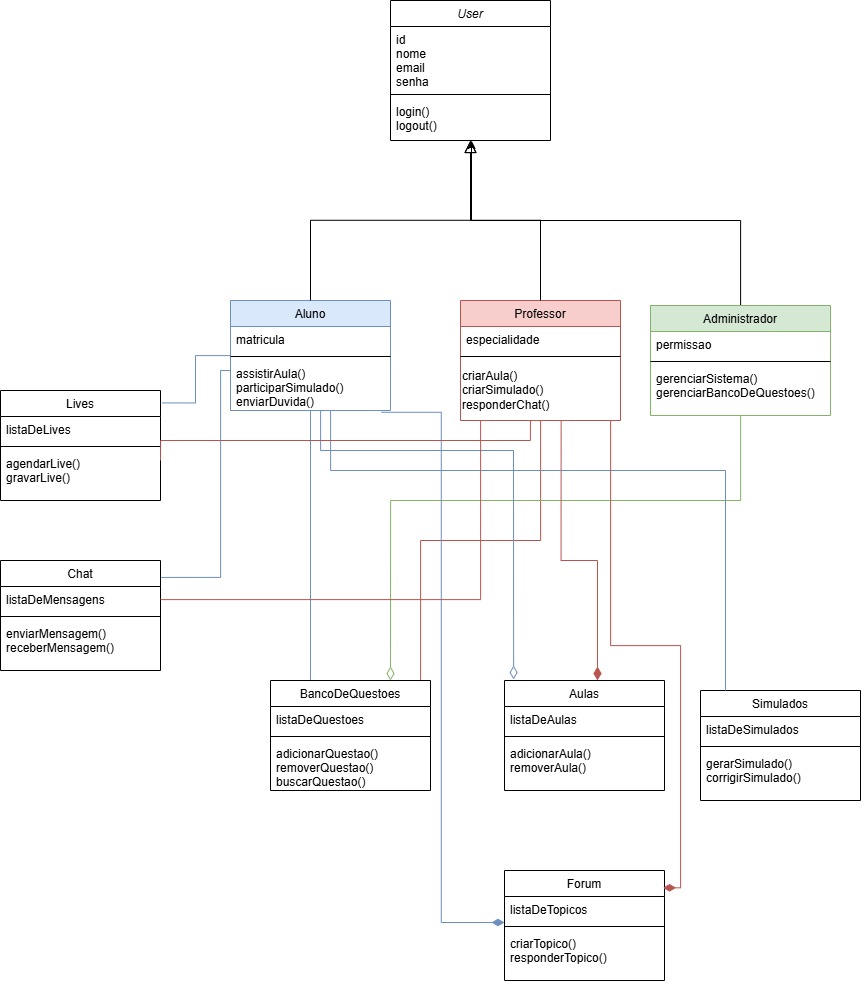 User
id
nome
email
senha
login()
logout()
Aluno
matricula
assistirAula()
participarSimulado()
enviarDuvida()
Professor
especialidade
criarAula()
criarSimulado()
responderChat()
Administrador
permissao
gerenciarSistema()
gerenciarBancoDeQuestoes()
Lives
listaDeLives
agendarLive()
gravarLive()
Chat
listaDeMensagens
enviarMensagem()
receberMensagem()
BancoDeQuestoes
listaDeQuestoes
adicionarQuestao()
removerQuestao()
buscarQuestao()
Aulas
listaDeAulas
adicionarAula()
removerAula()
Simulados
listaDeSimulados
gerarSimulado()
corrigirSimulado()
Forum
listaDeTopicos
criarTopico()
responderTopico()